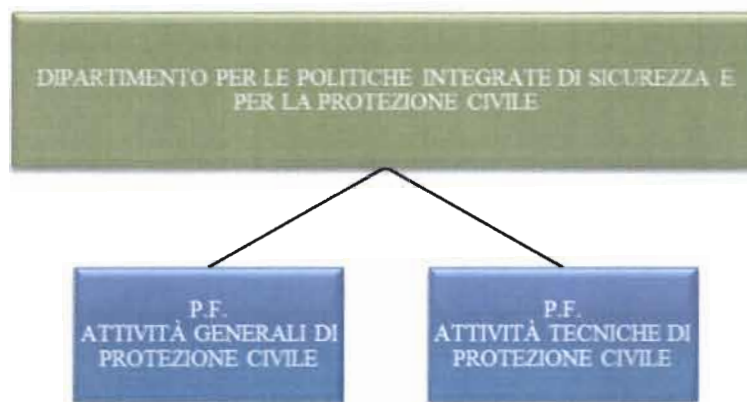 DIPARTIMENTO PER LE POLITICHE INTEGRATE DI SICUREZZA E
PER LA PROTEZIONE CIVILE
P.F.
ATTIVITÀ GENERALI DI
PROTEZIONE CIVILE
P.F.
ATTIVITÀ TECNICHE DI
PROTEZIONE CIVILE